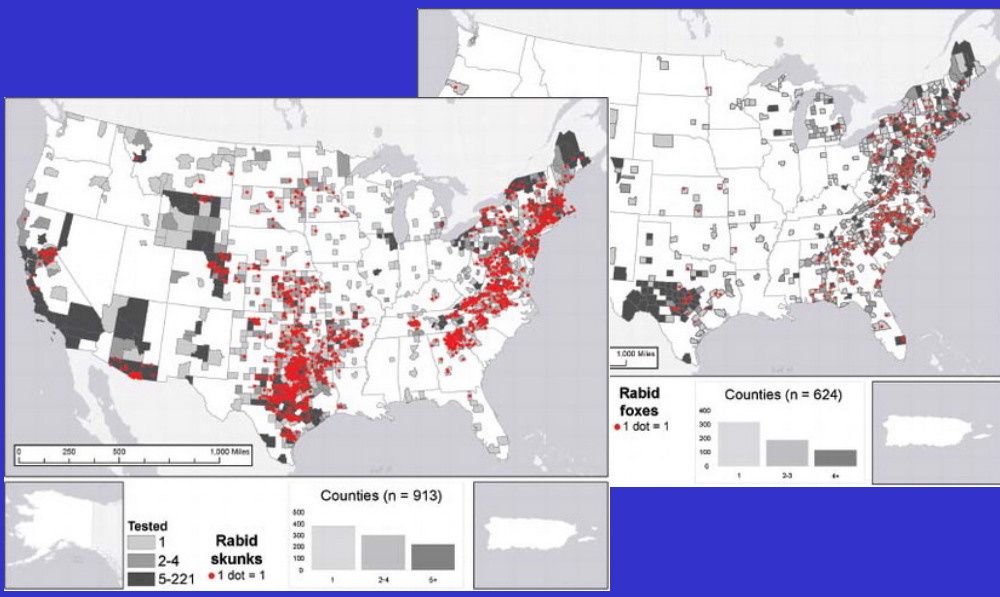 1,000 Miles
Rabid
foxes
1 dot = 1
Counties (n = 624)
400
300
200
100
0
1
2-3
4+
0
250
500
1,000 Miles
Tested
1
2-4
5-221
Rabid
skunks
1 dot = 1
Counties (n = 913)
500
400
300
200
100
0
1
2-4
5+